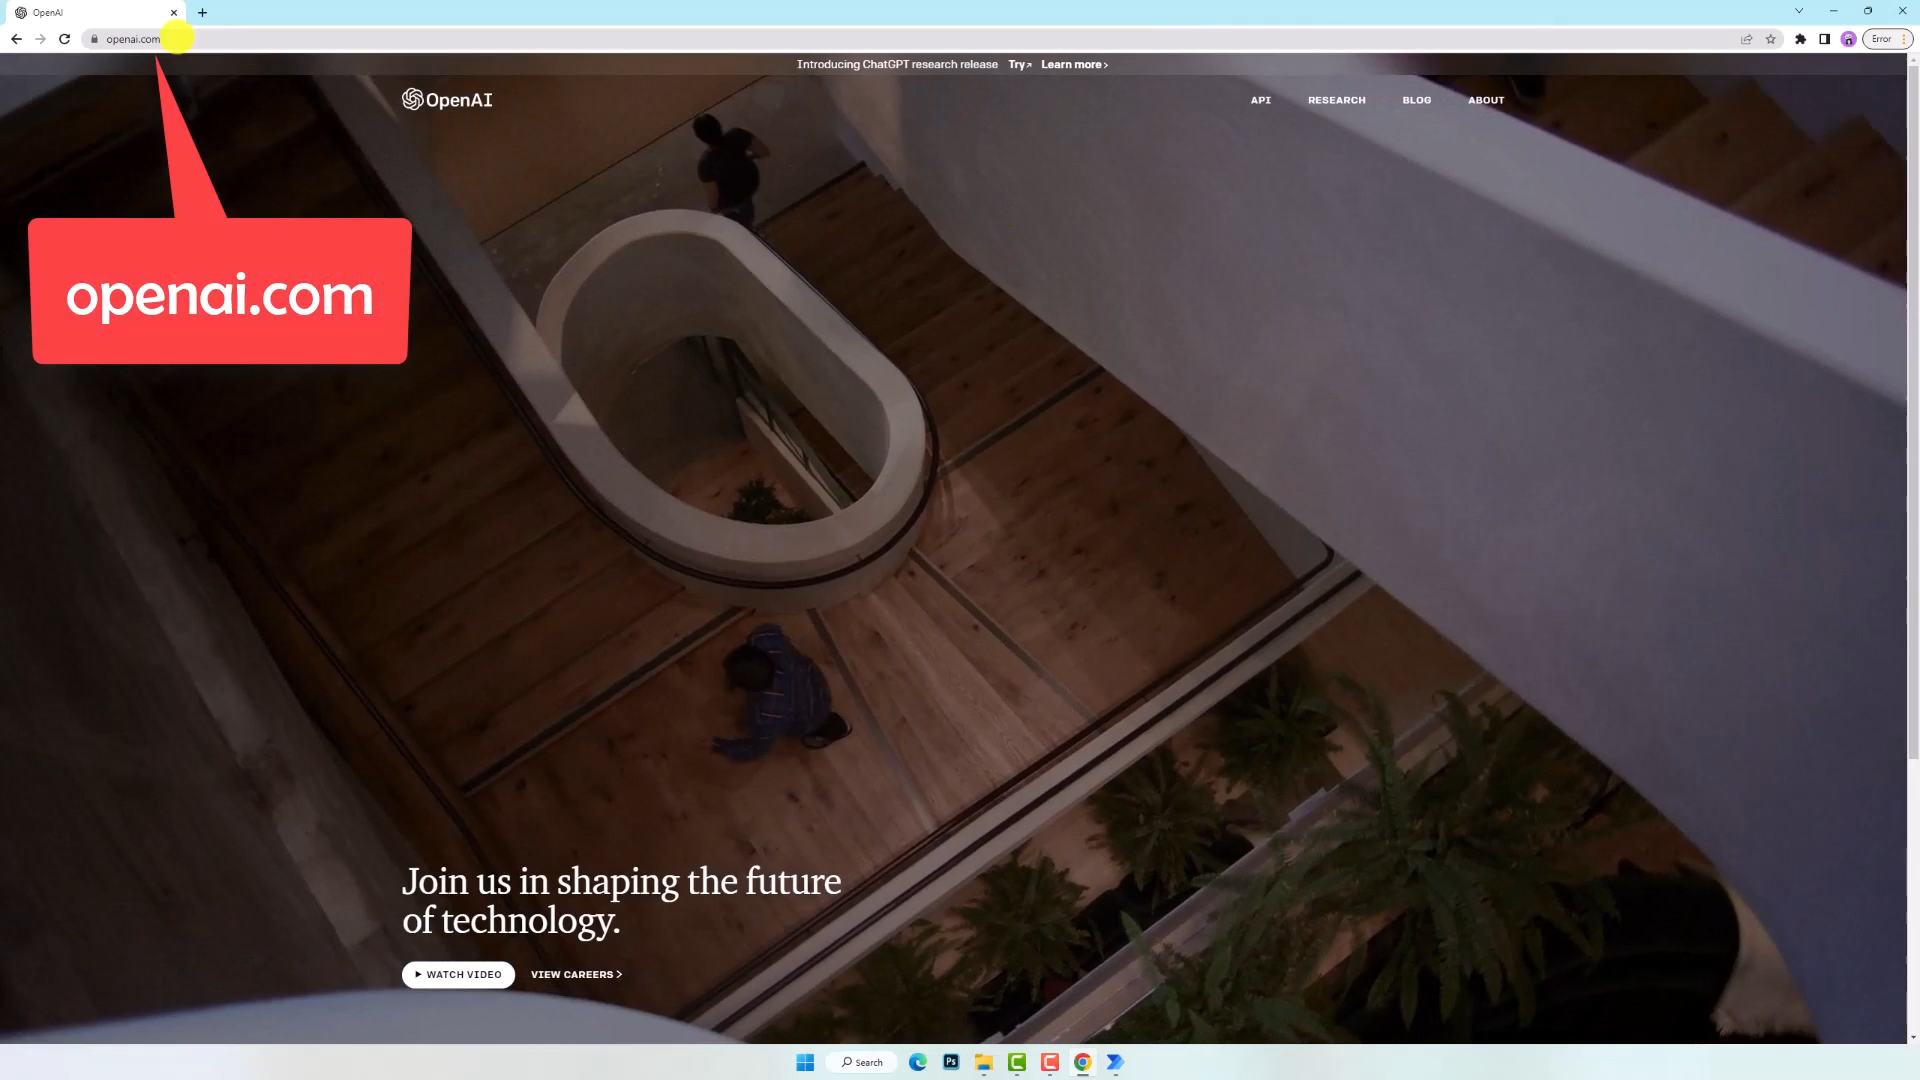 OpenAI
openai.com
Error
Introducing ChatGPT research release Try↗ Learn more ›
OpenAI
API RESEARCH BLOG ABOUT
openai.com
Join us in shaping the future
of technology.
WATCH VIDEO VIEW CAREERS >
Ps
Search